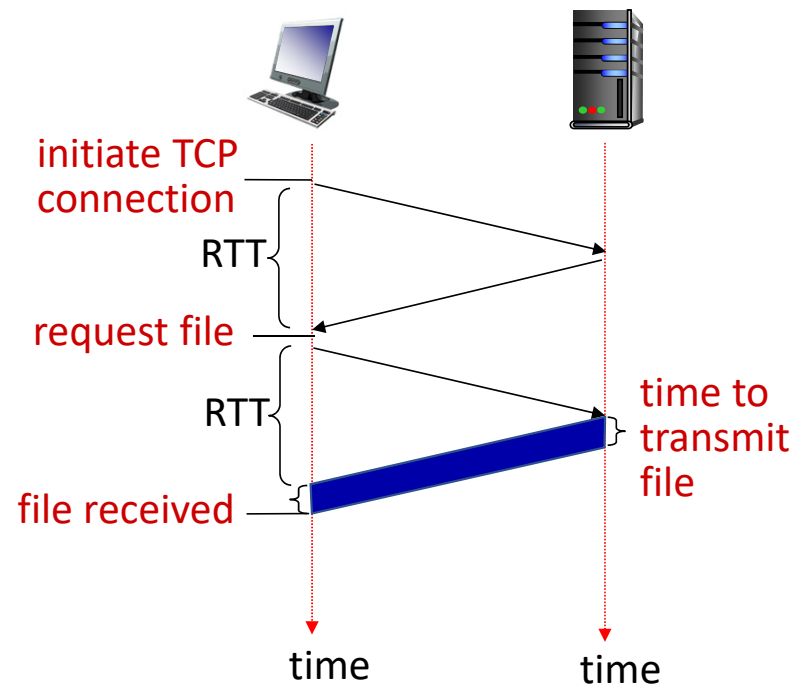 initiate TCP
connection
RTT
request file
RTT
time to
transmit
file
file received
time
time